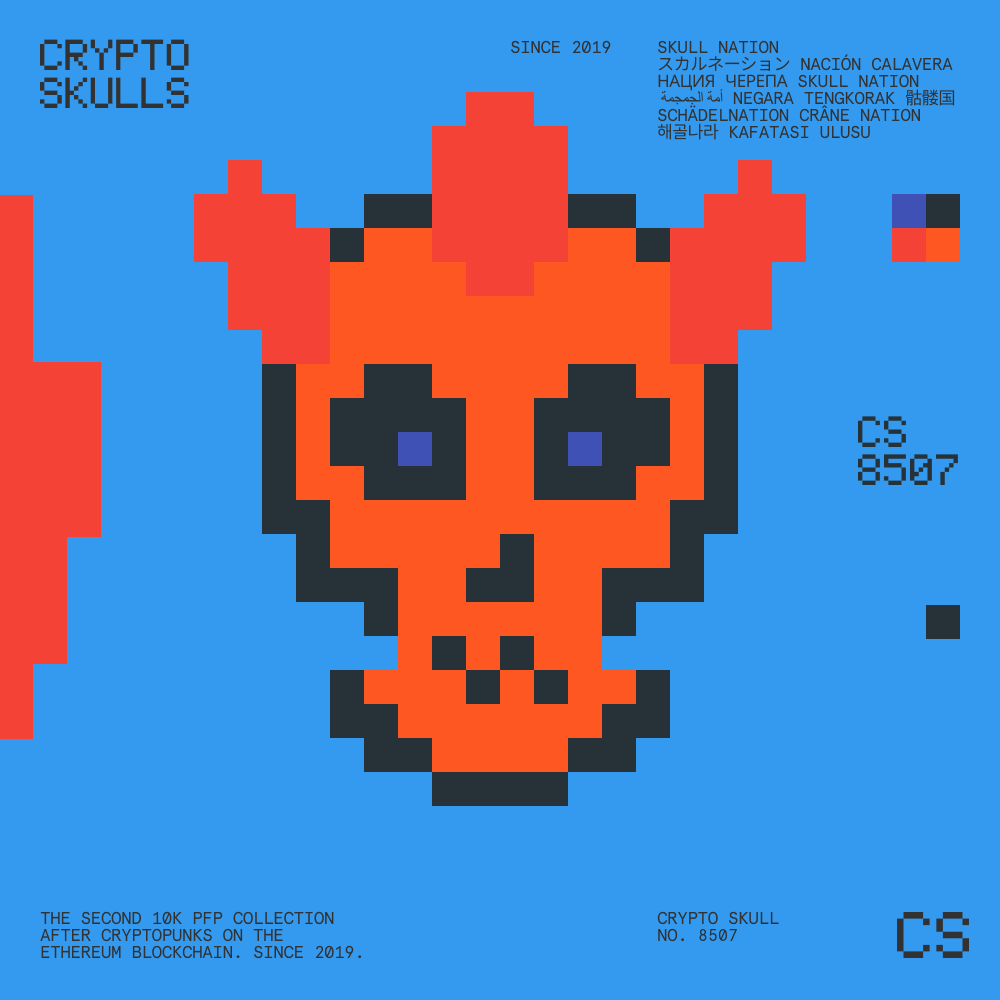 CRYPTO
SKULLS
SINCE 2019
SKULL NATION
スカルネーション NACIÓN CALAVERA
НАЦИЯ ЧЕРЕПА SKULL NATION
أمة الجمجمة NEGARA TENGKORAK 骷髅国
SCHÄDELNATION CRÂNE NATION
해골나라 KAFATASI ULUSU
CS
8507
THE SECOND 10K PFP COLLECTION
AFTER CRYPTOPUNKS ON THE
ETHEREUM BLOCKCHAIN. SINCE 2019.
CRYPTO SKULL
NO. 8507
CS